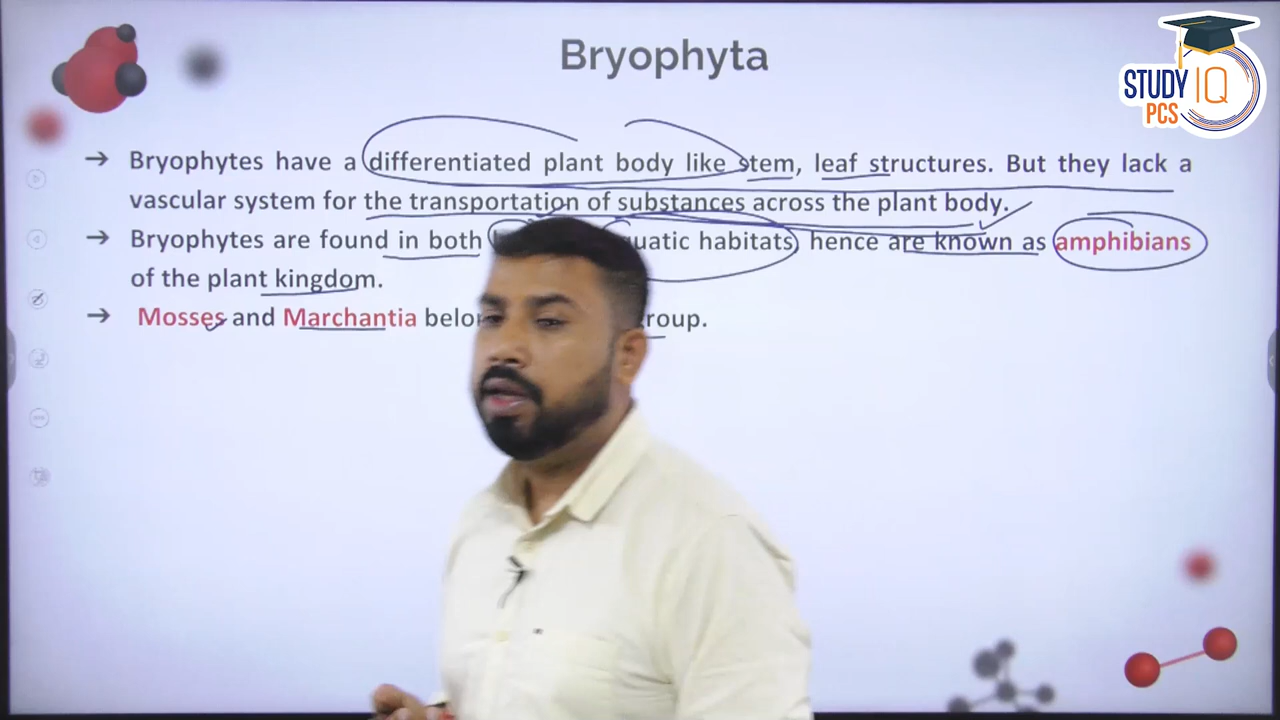 Bryophyta
STUDY IQ
PCS
→ Bryophytes have a differentiated plant body like stem, leaf structures. But they lack a
vascular system for the transportation of substances across the plant body.
→ Bryophytes are found in both habitats, hence are known as amphibians
of the plant kingdom.
→ Mosses and Marchantia